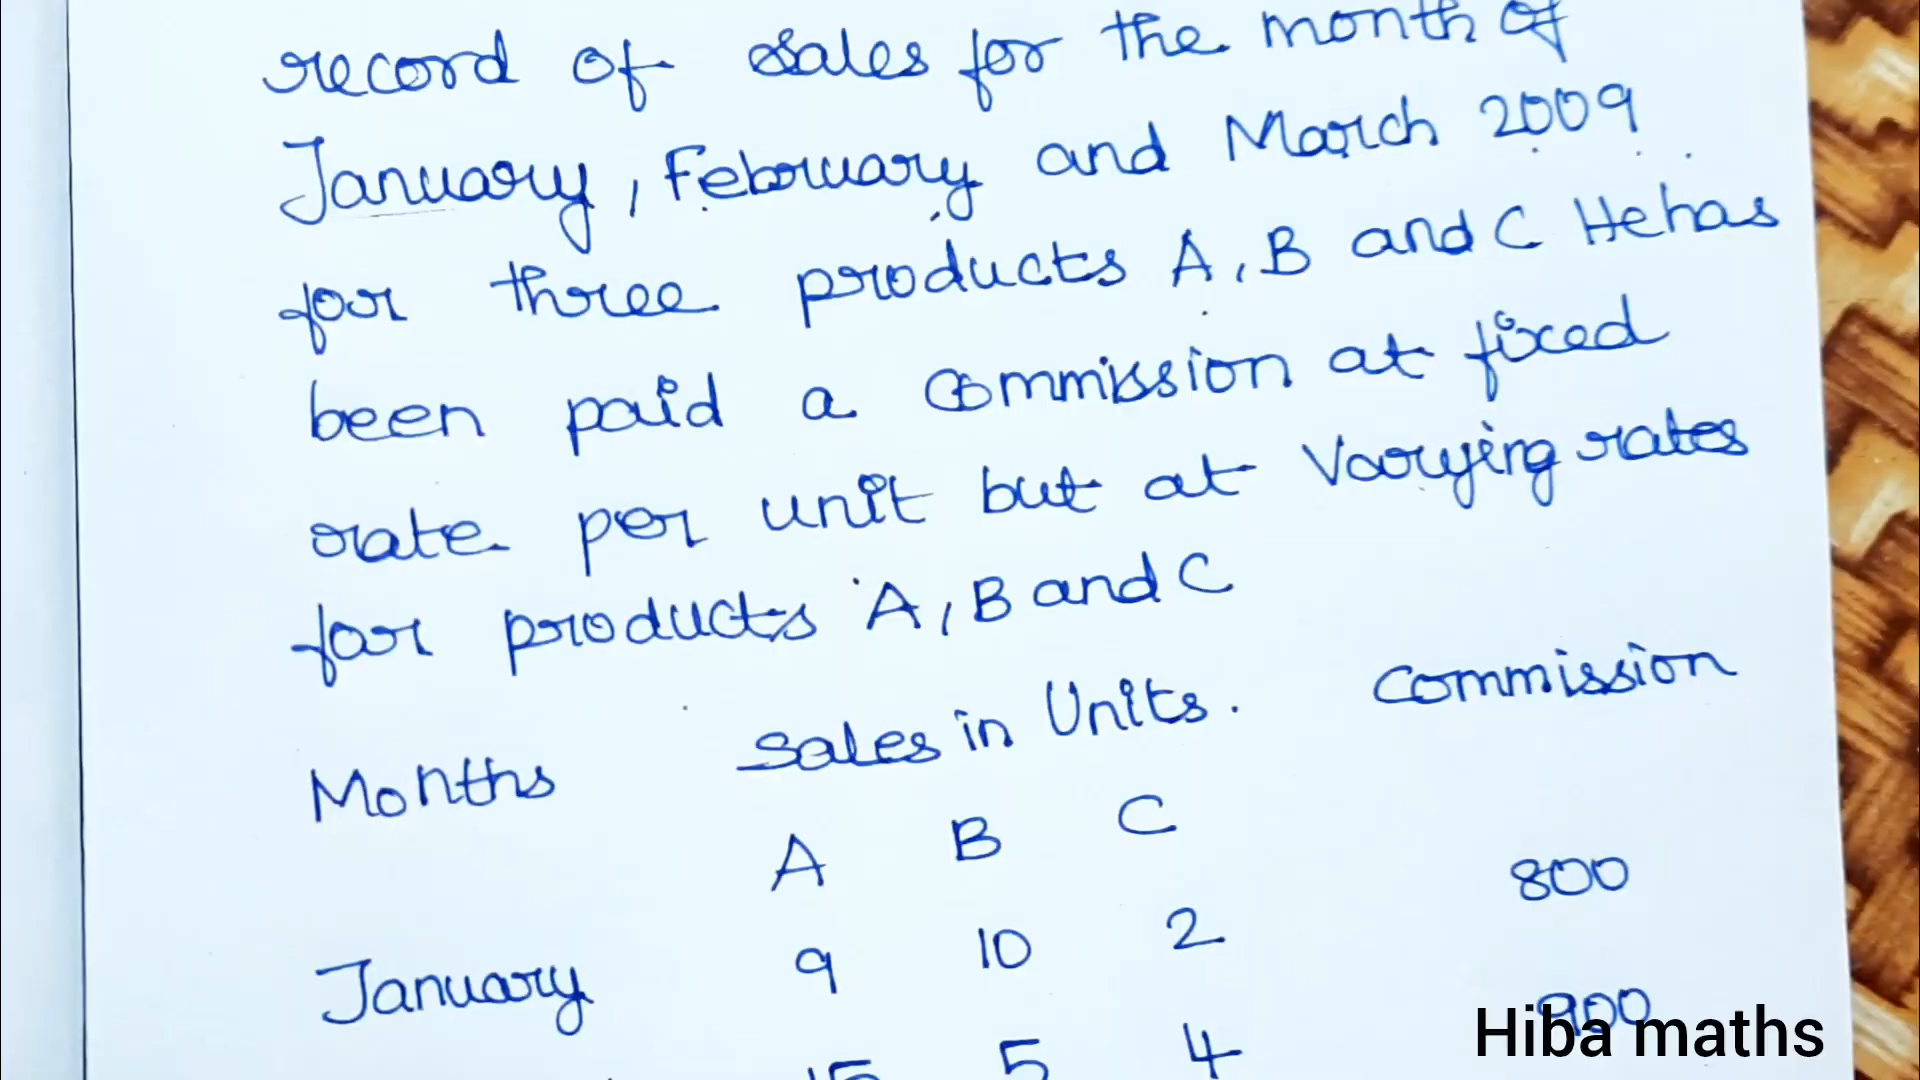 record of sales for the month of
January, February and March 2009
for three products A, B and C He has
been paid a commission at fixed
rate per unit but at varying rates
for products A, B and C
Months Sales in Units. Commission
A B C
January 9 10 2 800
15 5 4 900
Hiba maths